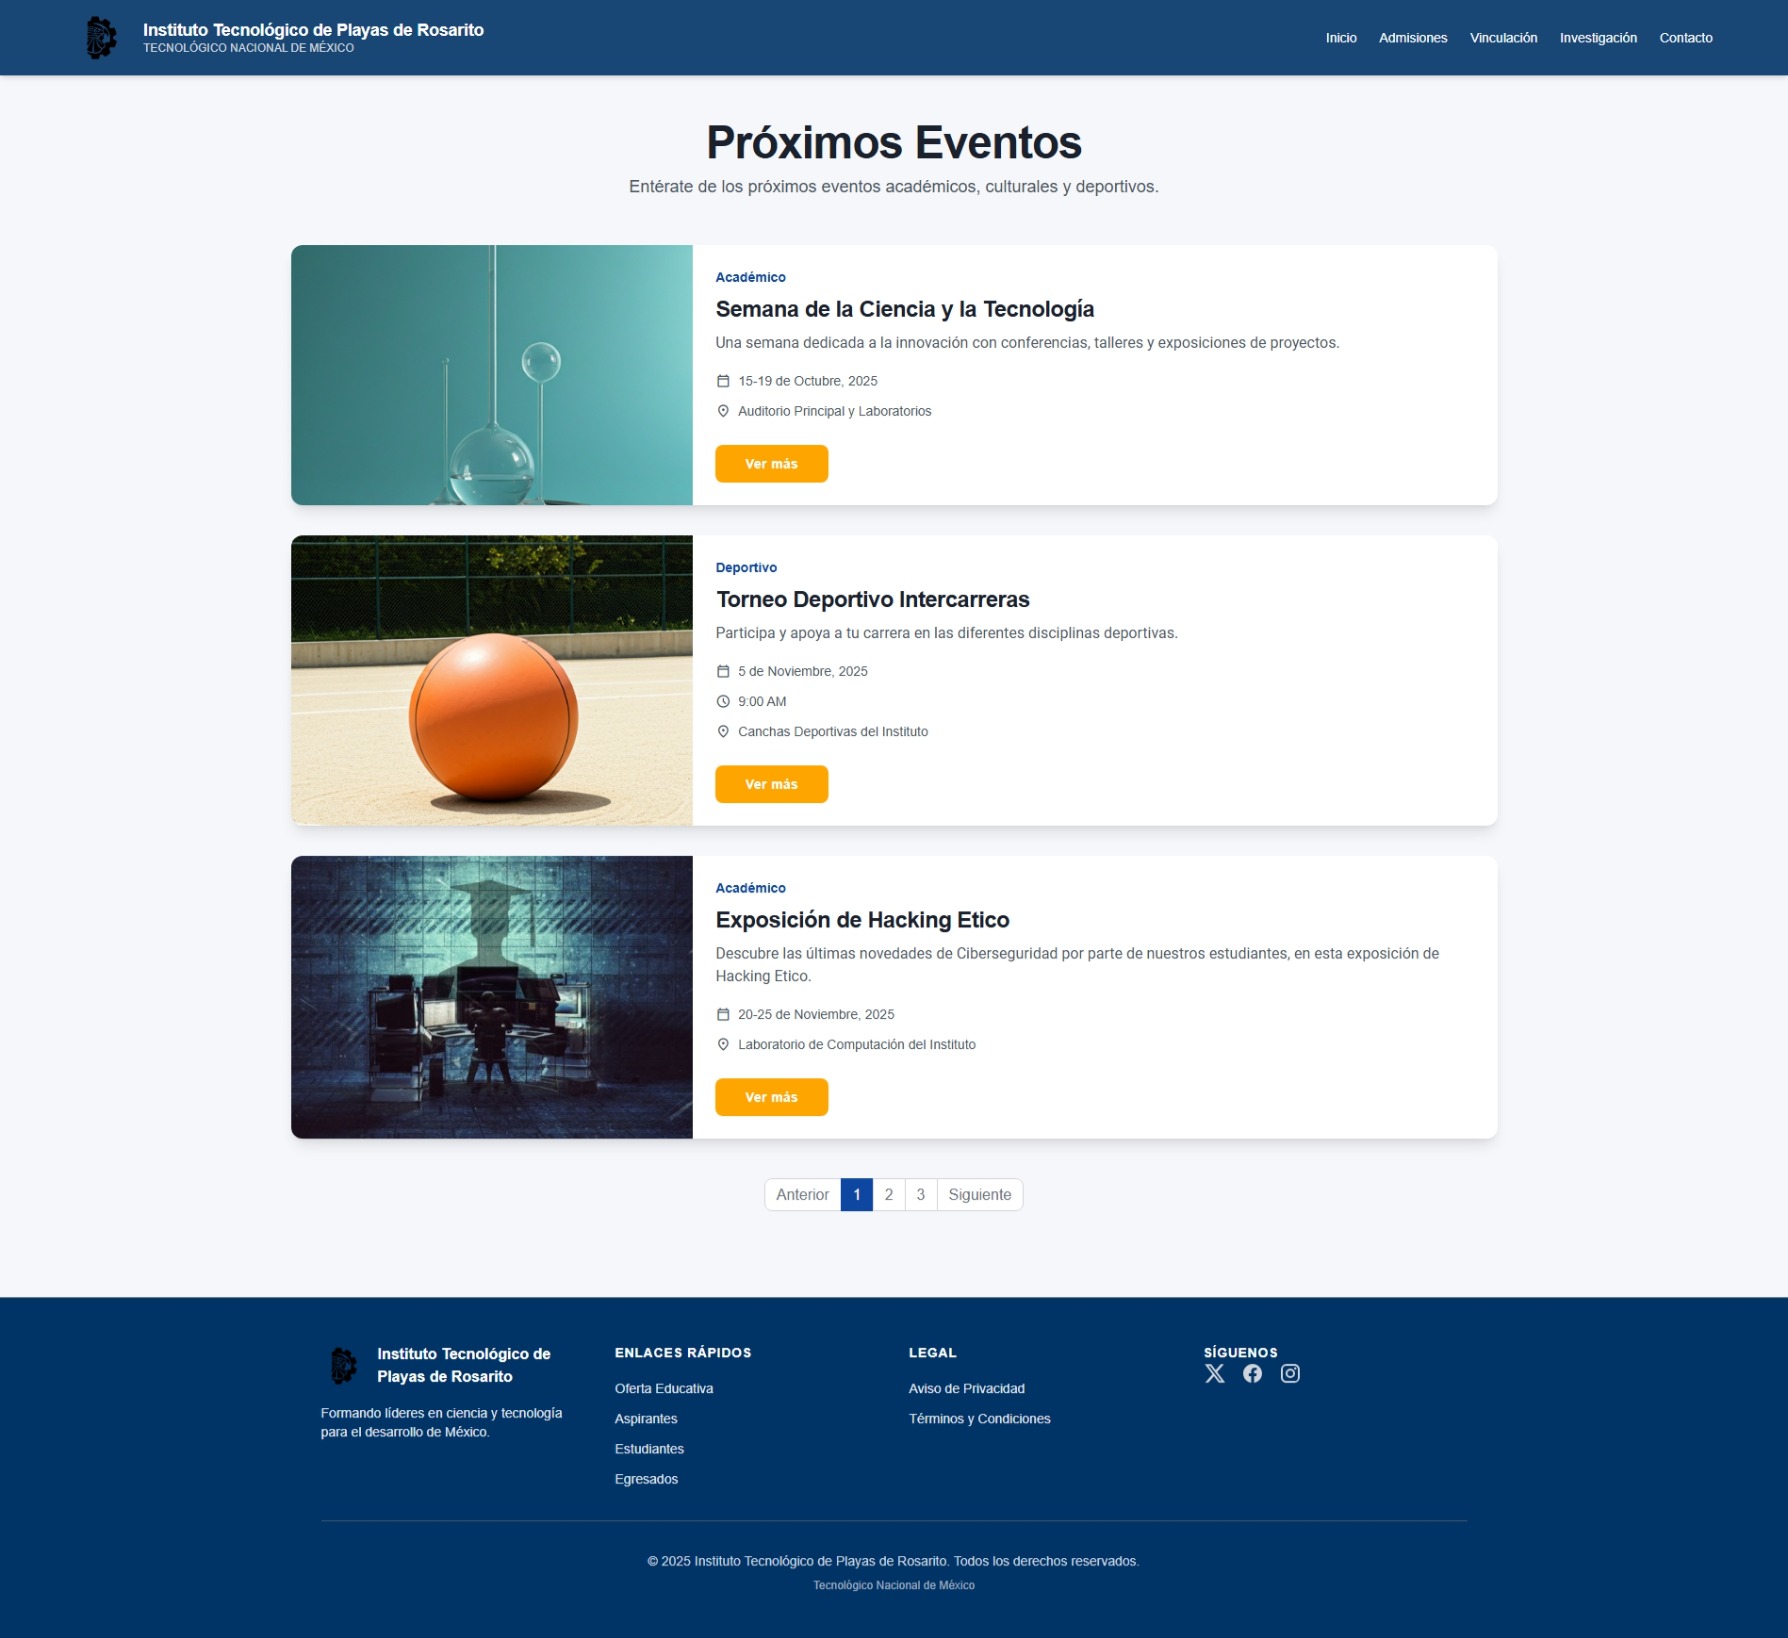 Instituto Tecnológico de Playas de Rosarito
TECNOLÓGICO NACIONAL DE MÉXICO
Inicio Admisiones Vinculación Investigación Contacto
Próximos Eventos
Entérate de los próximos eventos académicos, culturales y deportivos.
Académico
Semana de la Ciencia y la Tecnología
Una semana dedicada a la innovación con conferencias, talleres y exposiciones de proyectos.
15-19 de Octubre, 2025
Auditorio Principal y Laboratorios
Ver más
Deportivo
Torneo Deportivo Intercarreras
Participa y apoya a tu carrera en las diferentes disciplinas deportivas.
5 de Noviembre, 2025
9:00 AM
Canchas Deportivas del Instituto
Ver más
Académico
Exposición de Hacking Etico
Descubre las últimas novedades de Ciberseguridad por parte de nuestros estudiantes, en esta exposición de
Hacking Etico.
20-25 de Noviembre, 2025
Laboratorio de Computación del Instituto
Ver más
Anterior 1 2 3 Siguiente
Instituto Tecnológico de
Playas de Rosarito
Formando líderes en ciencia y tecnología
para el desarrollo de México.
ENLACES RÁPIDOS
Oferta Educativa
Aspirantes
Estudiantes
Egresados
LEGAL
Aviso de Privacidad
Términos y Condiciones
SÍGUENOS
© 2025 Instituto Tecnológico de Playas de Rosarito. Todos los derechos reservados.
Tecnológico Nacional de México